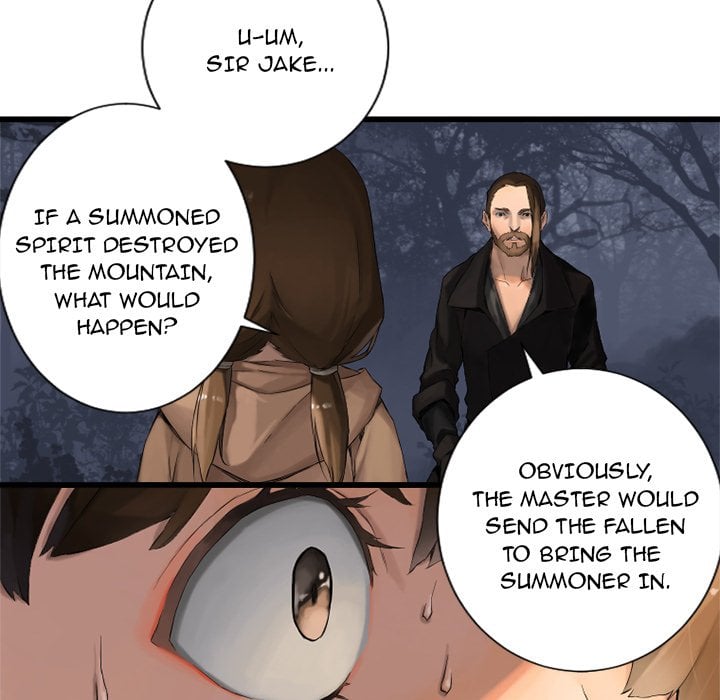 U-UM,
SIR JAKE...
IF A SUMMONED
SPIRIT DESTROYED
THE MOUNTAIN,
WHAT WOULD
HAPPEN?
OBVIOUSLY,
THE MASTER WOULD
SEND THE FALLEN
TO BRING THE
SUMMONER IN.